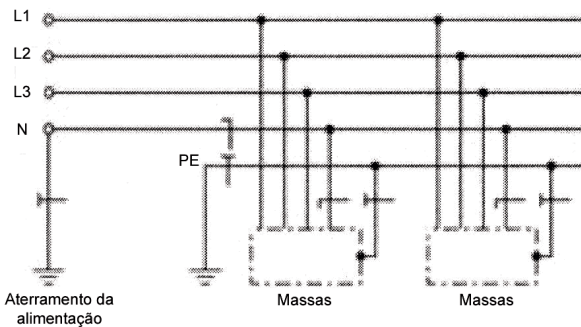 L1
L2
L3
N
PE
Aterramento da
alimentação
Massas
Massas